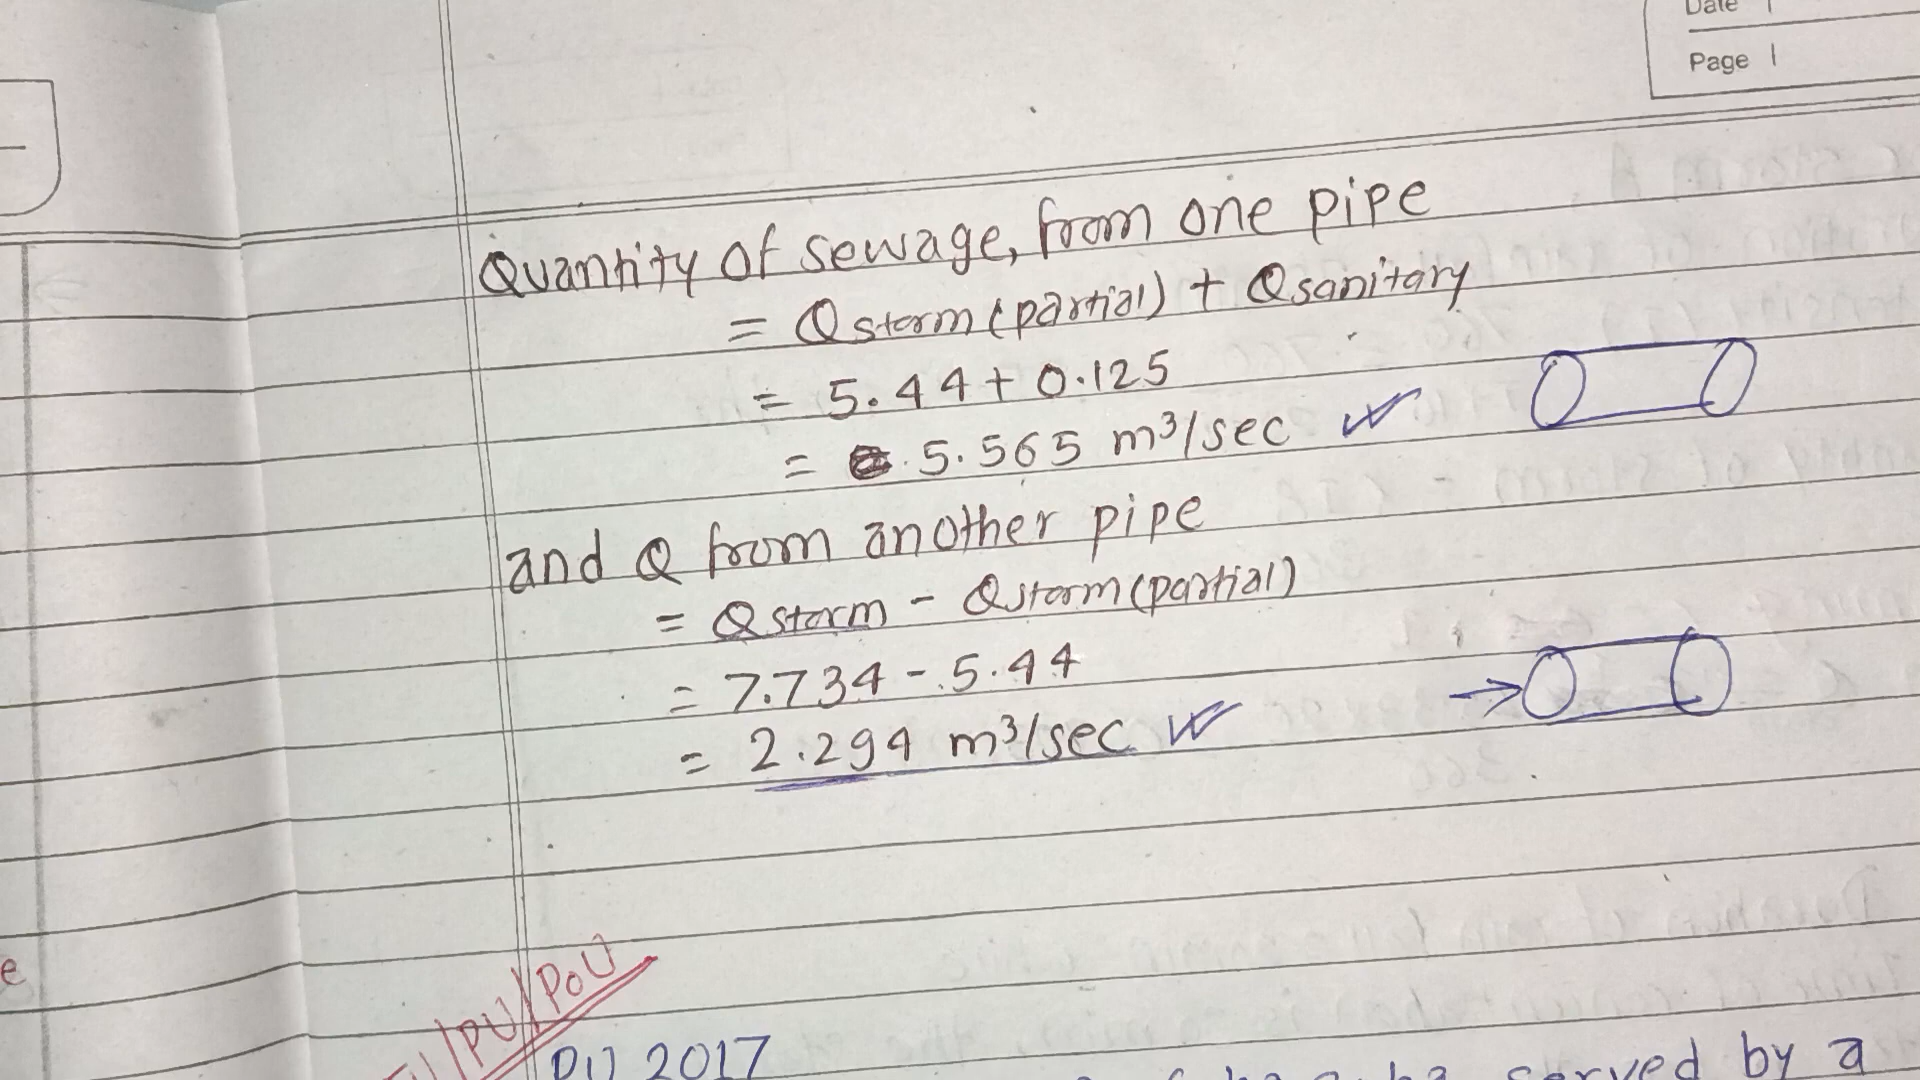 Date
Page
Quantity of sewage, from one pipe
= Qstorm (partial) + Qsanitary
= 5.44 + 0.125
= 5.565 m³/sec
and Q from another pipe
= Qstorm - Qstorm (partial)
= 7.734 - 5.44
= 2.294 m³/sec
e
/PU/POU
PU 2017
served by a